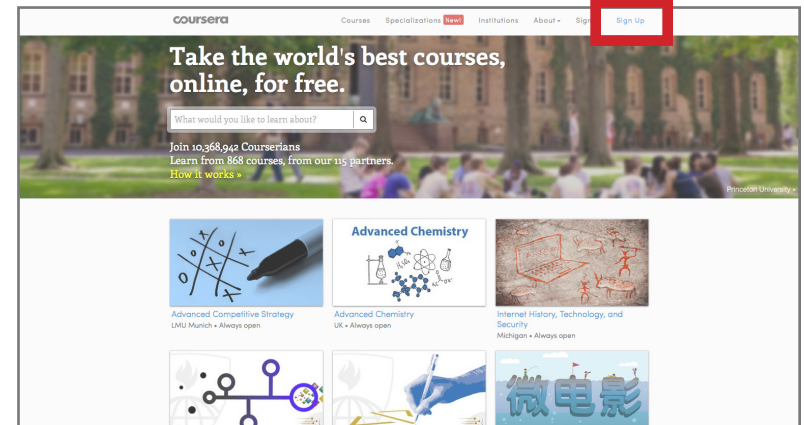 coursera
Courses Specializations New! Institutions About Sign Up
Take the world's best courses,
online, for free.
What would you like to learn about?
Join 10,368,942 Courserians
Learn from 868 courses, from our 115 partners.
How it works »
Princeton University »
Advanced Chemistry
Advanced Competitive Strategy
LMU Munich • Always open
Advanced Chemistry
UK • Always open
Internet History, Technology, and
Security
Michigan • Always open
微电影